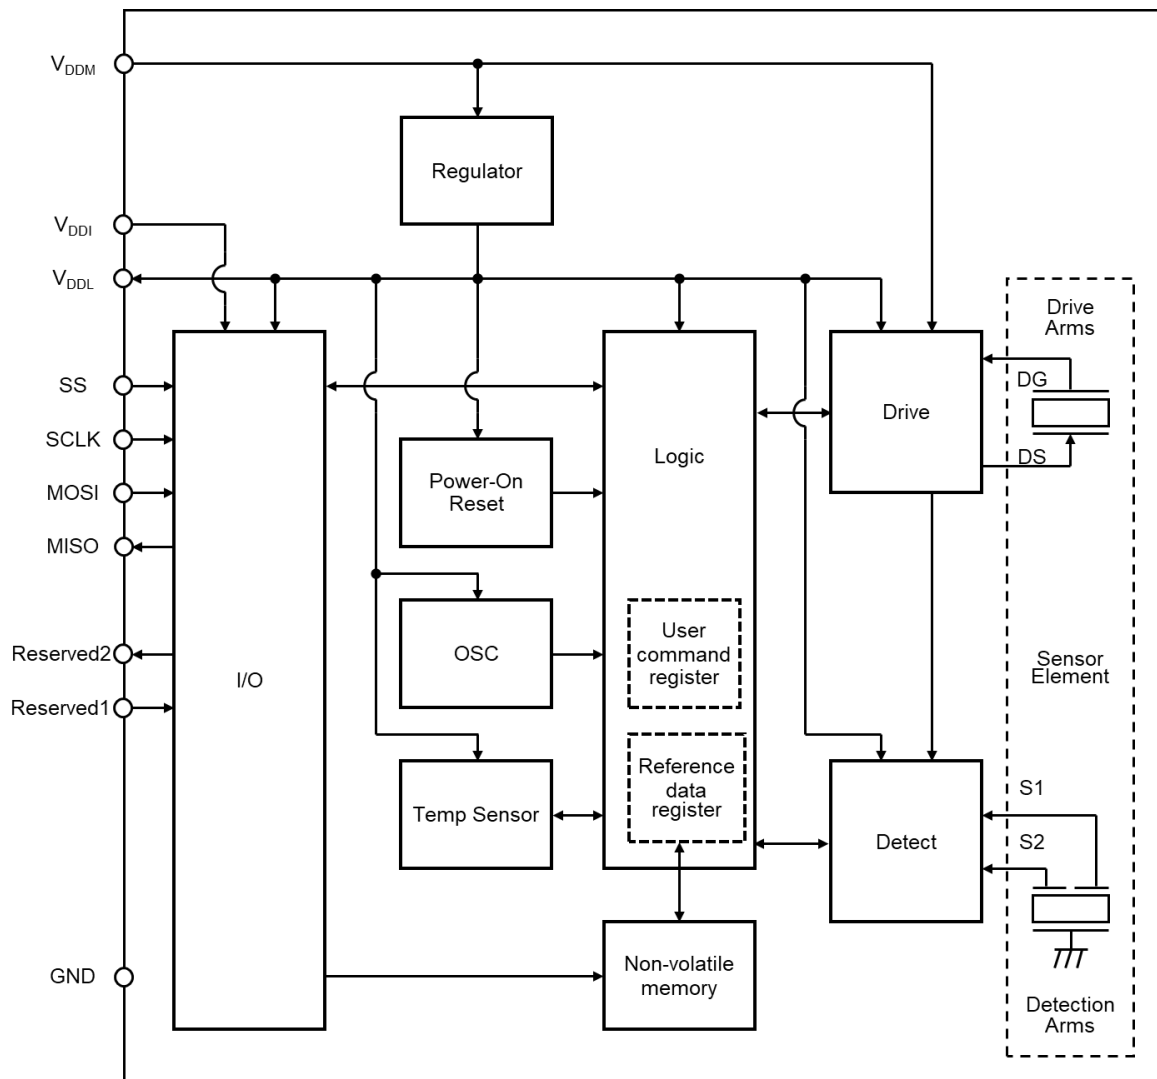 VDDM
Regulator
VDDI
VDDL
Drive
Arms
SS
DG
Drive
SCLK
Logic
DS
Power-On
Reset
MOSI
MISO
User
command
register
OSC
Reserved2
I/O
Sensor
Element
Reserved1
Reference
data
register
Temp Sensor
S1
Detect
S2
GND
Non-volatile
memory
Detection
Arms